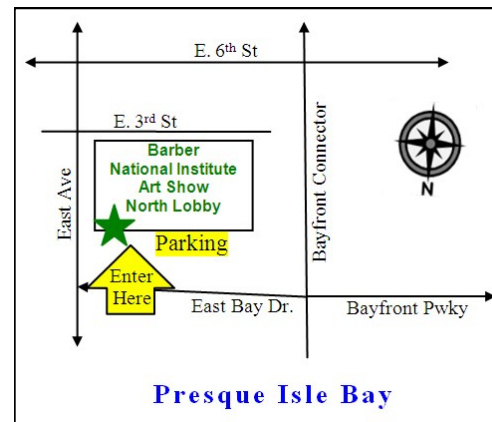 E. 6th St
E. 3rd St
Barber
National Institute
Art Show
North Lobby
East Ave
Bayfront Connector
N
Parking
Enter
Here
East Bay Dr.
Bayfront Pwky
Presque Isle Bay